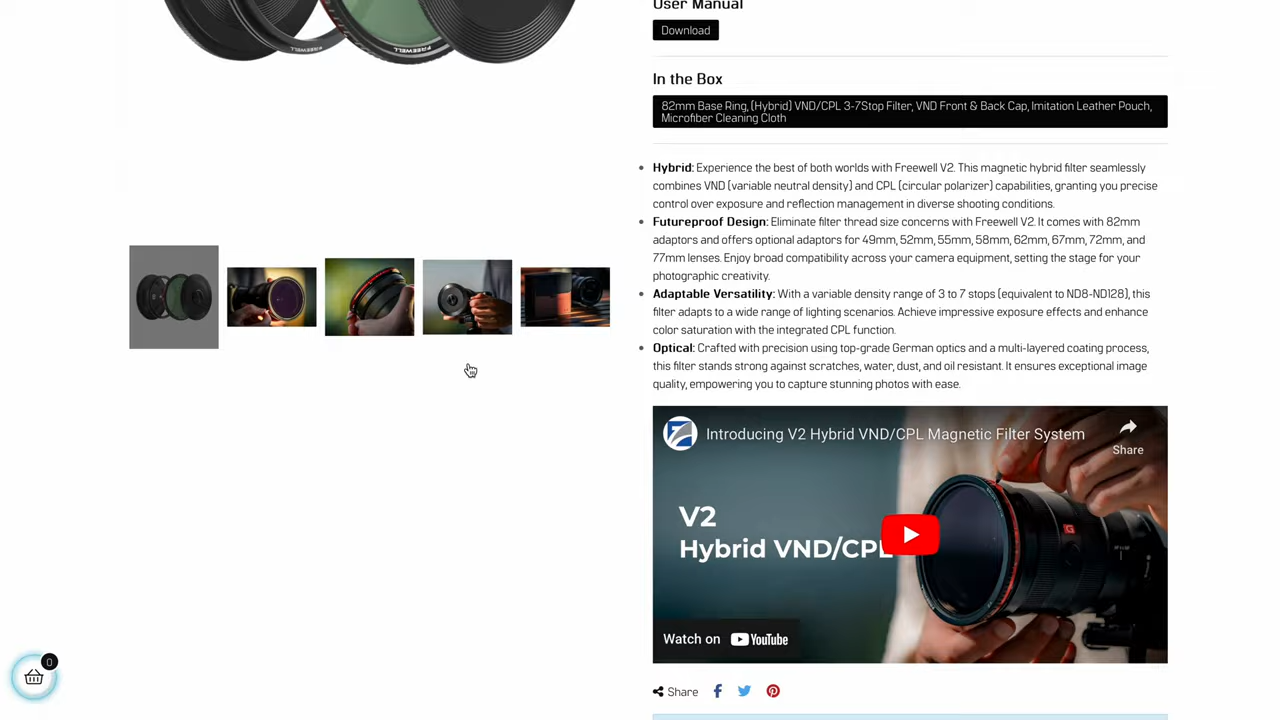 FREEWELL
FREEWELL
User Manual
Download
In the Box
82mm Base Ring, (Hybrid) VND/CPL 3-7Stop Filter, VND Front & Back Cap, Imitation Leather Pouch,
Microfiber Cleaning Cloth
Hybrid: Experience the best of both worlds with Freewell V2. This magnetic hybrid filter seamlessly
combines VND (variable neutral density) and CPL (circular polarizer) capabilities, granting you precise
control over exposure and reflection management in diverse shooting conditions.
Futureproof Design: Eliminate filter thread size concerns with Freewell V2. It comes with 82mm
adaptors and offers optional adaptors for 49mm, 52mm, 55mm, 58mm, 62mm, 67mm, 72mm, and
77mm lenses. Enjoy broad compatibility across your camera equipment, setting the stage for your
photographic creativity.
Adaptable Versatility: With a variable density range of 3 to 7 stops (equivalent to ND8-ND128), this
filter adapts to a wide range of lighting scenarios. Achieve impressive exposure effects and enhance
color saturation with the integrated CPL function.
Optical: Crafted with precision using top-grade German optics and a multi-layered coating process,
this filter stands strong against scratches, water, dust, and oil resistant. It ensures exceptional image
quality, empowering you to capture stunning photos with ease.
Introducing V2 Hybrid VND/CPL Magnetic Filter System
Share
V2
Hybrid VND/CPL
G
Watch on YouTube
Share
0